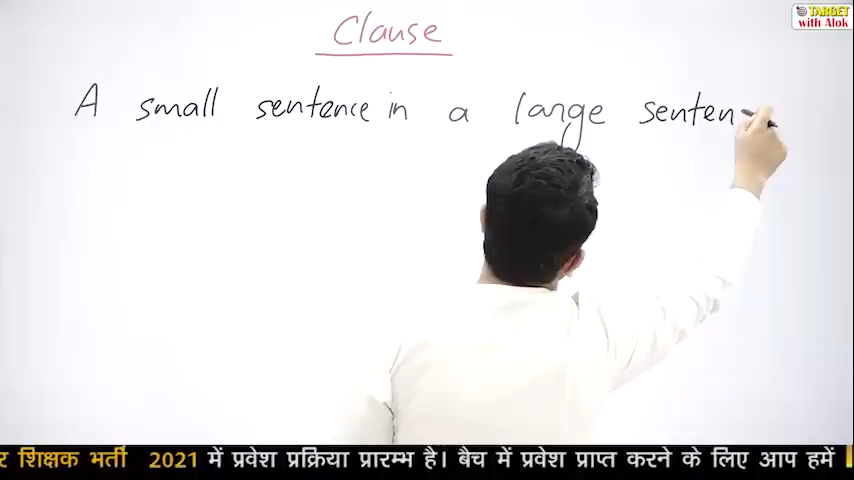 TARGET
with Alok
Clause
A small sentence in a large senten
र शिक्षक भर्ती 2021 में प्रवेश प्रक्रिया प्रारम्भ है। बैच में प्रवेश प्राप्त करने के लिए आप हमें